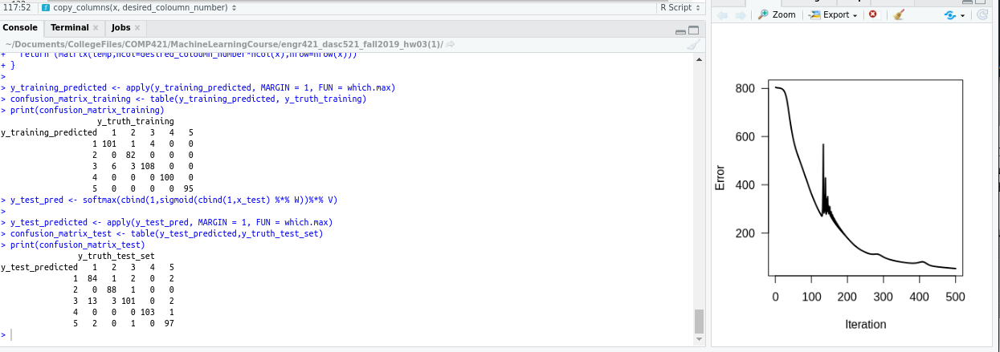 117:52 copy_columns(x, desired_coloumn_number) R Script
Console Terminal × Jobs ×
~/Documents/CollegeFiles/COMP421/MachineLearningCourse/engr421_dasc521_fall2019_hw03(1)/
+   return (matrix(temp,ncol=desired_coloumn_number*ncol(x),nrow=nrow(x)))
+ }
>
> y_training_predicted <- apply(y_training_predicted, MARGIN = 1, FUN = which.max)
> confusion_matrix_training <- table(y_training_predicted, y_truth_training)
> print(confusion_matrix_training)
y_truth_training
y_training_predicted 1 2 3 4 5
1 101 1 4 0 0
2 0 82 0 0 0
3 6 3 108 0 0
4 0 0 0 100 0
5 0 0 0 0 95
> y_test_pred <- softmax(cbind(1,sigmoid(cbind(1,x_test) %*% W))%*% V)
>
> y_test_predicted <- apply(y_test_pred, MARGIN = 1, FUN = which.max)
> confusion_matrix_test <- table(y_test_predicted,y_truth_test_set)
> print(confusion_matrix_test)
y_truth_test_set
y_test_predicted 1 2 3 4 5
1 84 1 2 0 2
2 0 88 1 0 0
3 13 3 101 0 2
4 0 0 0 103 1
5 2 0 1 0 97
>
Zoom Export
800
600
400
200
Error
0 100 200 300 400 500
Iteration